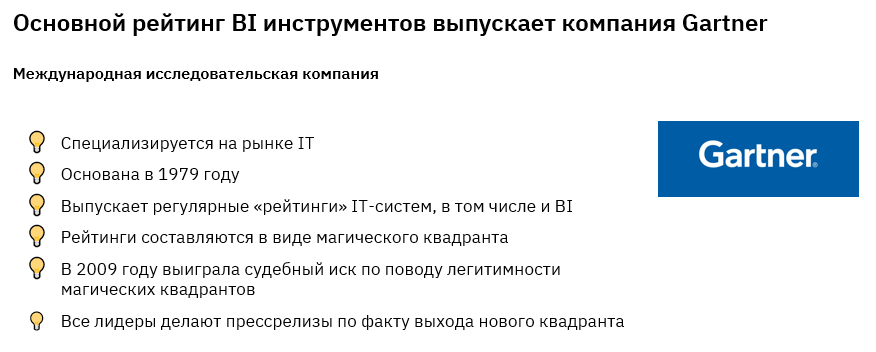 Основной рейтинг BI инструментов выпускает компания Gartner
Международная исследовательская компания
Специализируется на рынке IT
Gartner®
Основана в 1979 году
Выпускает регулярные «рейтинги» IT-систем, в том числе и BI
Рейтинги составляются в виде магического квадранта
В 2009 году выиграла судебный иск по поводу легитимности
магических квадрантов
Все лидеры делают прессрелизы по факту выхода нового квадранта